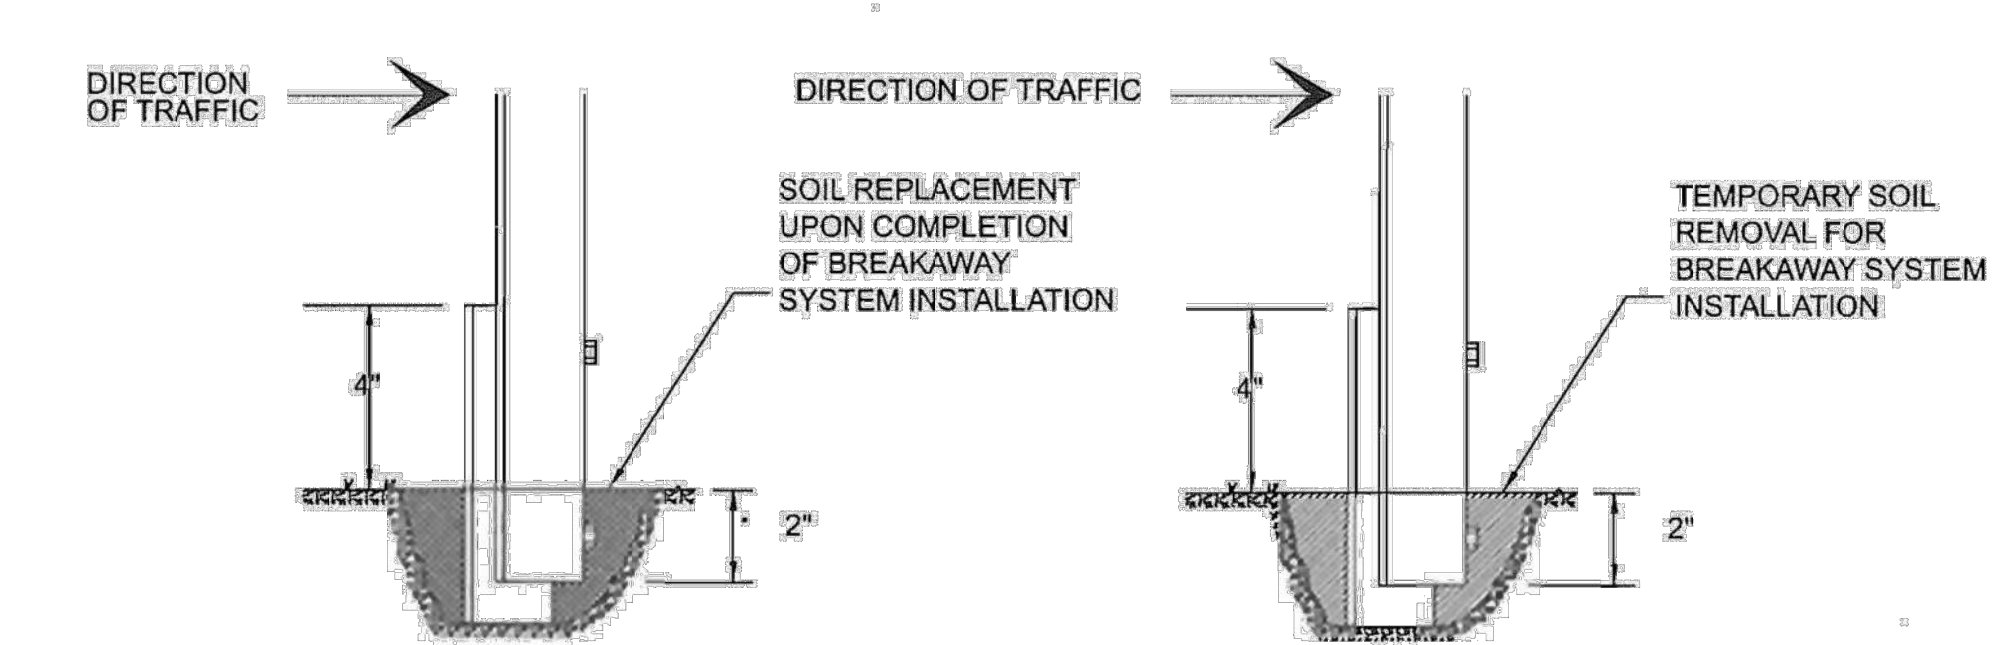 DIRECTION
OF TRAFFIC
SOIL REPLACEMENT
UPON COMPLETION
OF BREAKAWAY
SYSTEM INSTALLATION
4"
2"
DIRECTION OF TRAFFIC
TEMPORARY SOIL
REMOVAL FOR
BREAKAWAY SYSTEM
INSTALLATION
4"
2"